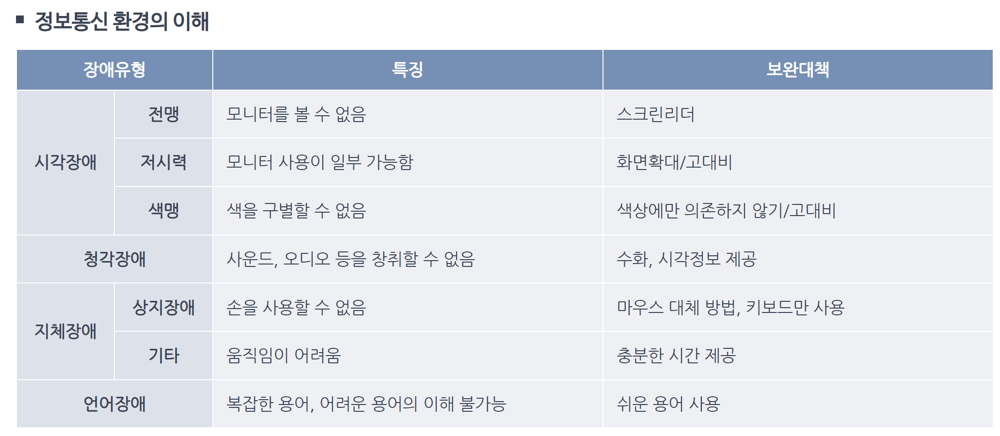 ▪ 정보통신 환경의 이해
장애유형 특징 보완대책
시각장애 전맹 모니터를 볼 수 없음 스크린리더
저시력 모니터 사용이 일부 가능함 화면확대/고대비
색맹 색을 구별할 수 없음 색상에만 의존하지 않기/고대비
청각장애 사운드, 오디오 등을 창취할 수 없음 수화, 시각정보 제공
지체장애 상지장애 손을 사용할 수 없음 마우스 대체 방법, 키보드만 사용
기타 움직임이 어려움 충분한 시간 제공
언어장애 복잡한 용어, 어려운 용어의 이해 불가능 쉬운 용어 사용